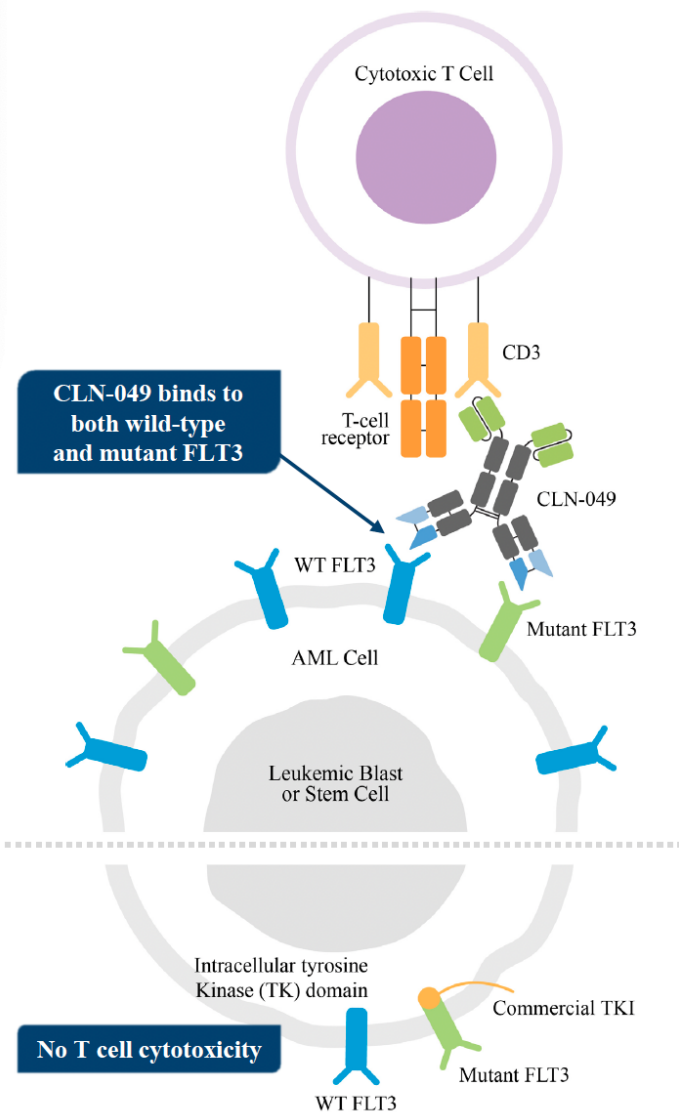 Cytotoxic T Cell
CD3
T-cell
receptor
CLN-049 binds to
both wild-type
and mutant FLT3
CLN-049
WT FLT3
Mutant FLT3
AML Cell
Leukemic Blast
or Stem Cell
Intracellular tyrosine
Kinase (TK) domain
Commercial TKI
No T cell cytotoxicity
Mutant FLT3
WT FLT3